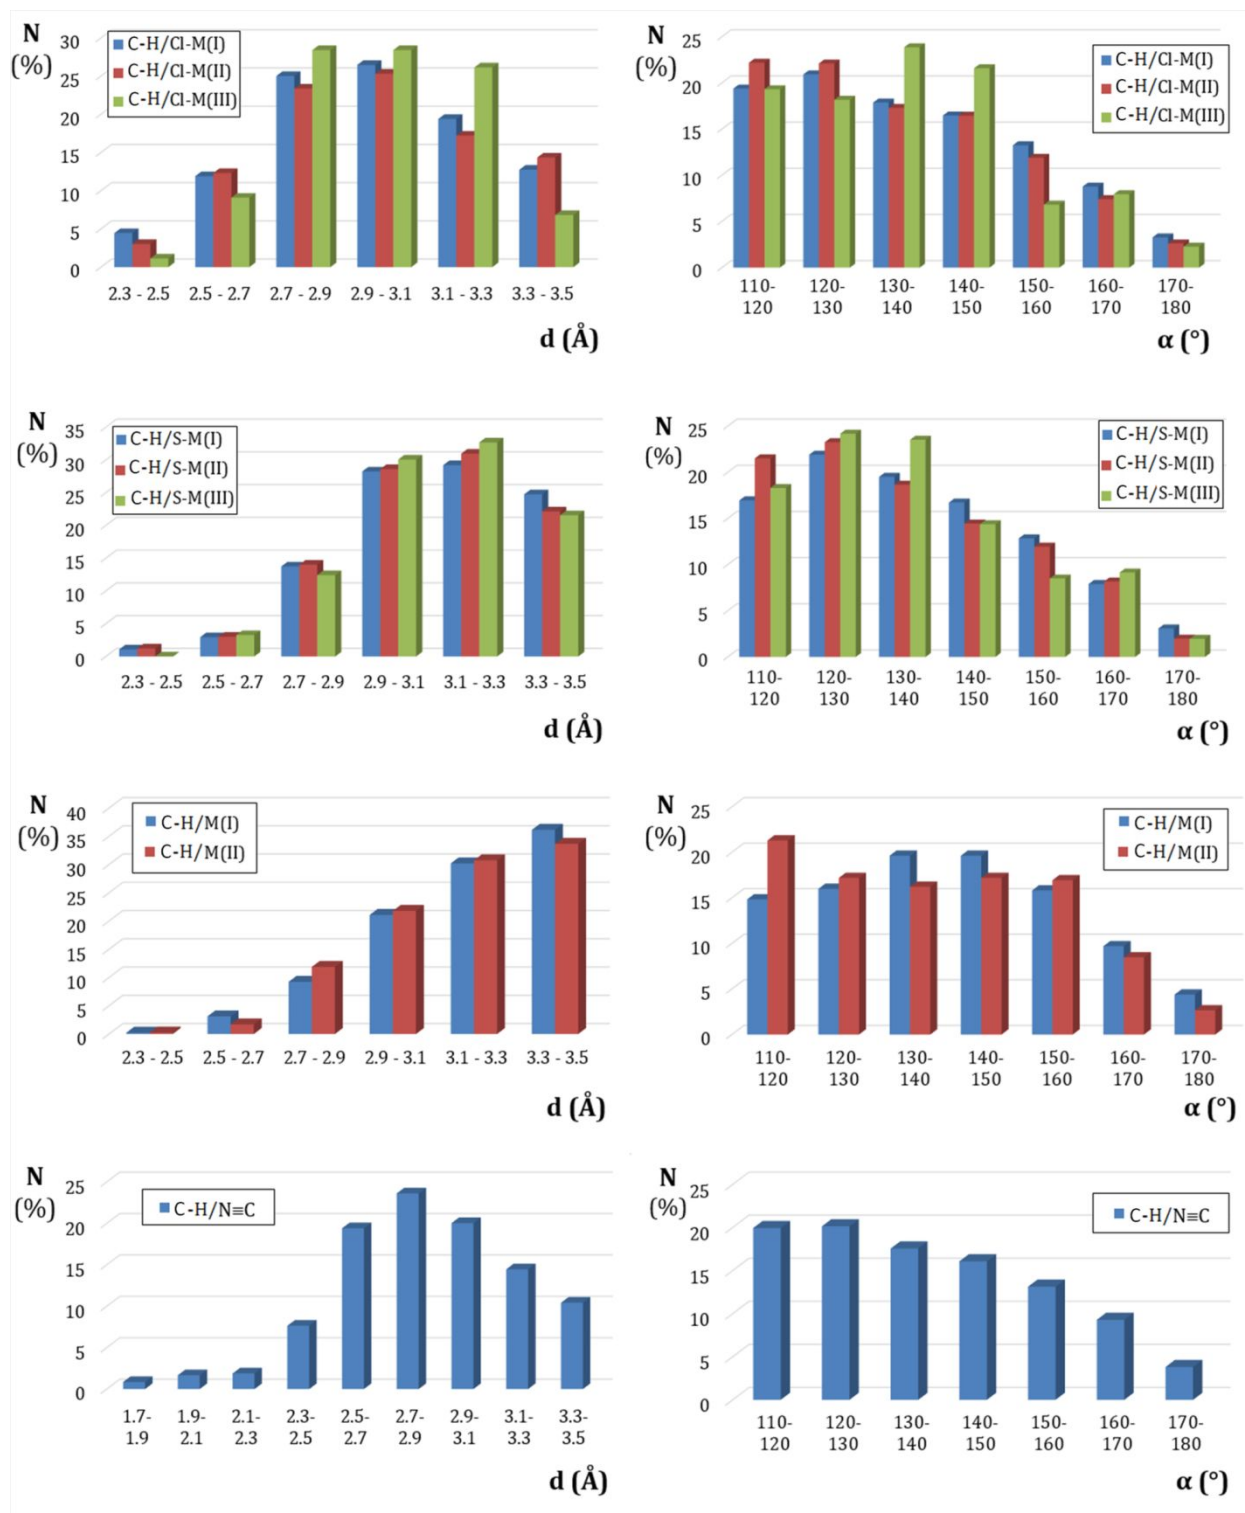 N
(%)
30
25
20
15
10
5
0
C-H/Cl-M(I)
C-H/Cl-M(II)
C-H/Cl-M(III)
2.3 - 2.5 2.5 - 2.7 2.7 - 2.9 2.9 - 3.1 3.1 - 3.3 3.3 - 3.5
d (Å)
N
(%)
25
20
15
10
5
0
C-H/Cl-M(I)
C-H/Cl-M(II)
C-H/Cl-M(III)
110- 120- 130- 140- 150- 160- 170-
120 130 140 150 160 170 180
α (°)
N
(%)
35
30
25
20
15
10
5
0
C-H/S-M(I)
C-H/S-M(II)
C-H/S-M(III)
2.3 - 2.5 2.5 - 2.7 2.7 - 2.9 2.9 - 3.1 3.1 - 3.3 3.3 - 3.5
d (Å)
N
(%)
25
20
15
10
5
0
C-H/S-M(I)
C-H/S-M(II)
C-H/S-M(III)
110- 120- 130- 140- 150- 160- 170-
120 130 140 150 160 170 180
α (°)
N
(%)
40
35
30
25
20
15
10
5
0
C-H/M(I)
C-H/M(II)
2.3 - 2.5 2.5 - 2.7 2.7 - 2.9 2.9 - 3.1 3.1 - 3.3 3.3 - 3.5
d (Å)
N
(%)
25
20
15
10
5
0
C-H/M(I)
C-H/M(II)
110- 120- 130- 140- 150- 160- 170-
120 130 140 150 160 170 180
α (°)
N
(%)
25
20
15
10
5
0
C-H/N≡C
1.7- 1.9- 2.1- 2.3- 2.5- 2.7- 2.9- 3.1- 3.3-
1.9 2.1 2.3 2.5 2.7 2.9 3.1 3.3 3.5
d (Å)
N
(%)
25
20
15
10
5
0
C-H/N≡C
110- 120- 130- 140- 150- 160- 170-
120 130 140 150 160 170 180
α (°)